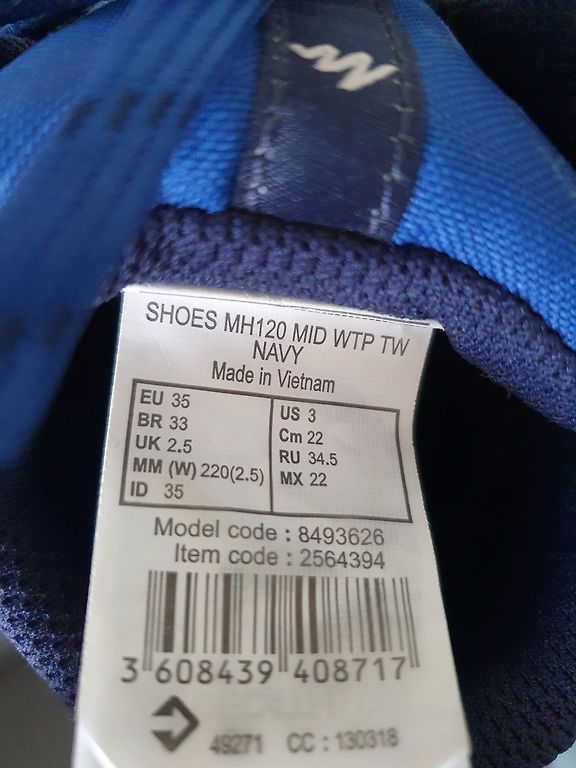 SHOES MH120 MID WTP TW
NAVY
Made in Vietnam
EU 35
BR 33
UK 2.5
MM (W) 220(2.5)
ID 35
US 3
Cm 22
RU 34.5
MX 22
Model code : 8493626
Item code : 2564394
3 608439 408717
49271 CC : 130318